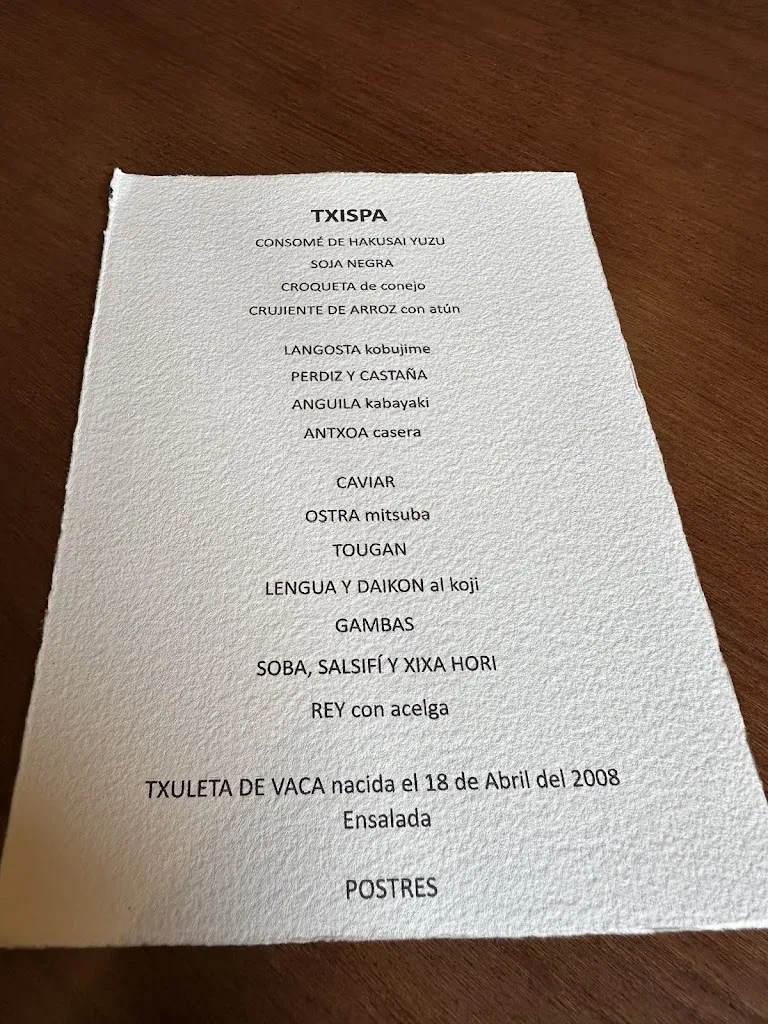 TXISPA
CONSOMÉ DE HAKUSAI YUZU
SOJA NEGRA
CROQUETA de conejo
CRUJIENTE DE ARROZ con atún
LANGOSTA kobujime
PERDIZ Y CASTAÑA
ANGUILA kabayaki
ANTXOA casera
CAVIAR
OSTRA mitsuba
TOUGAN
LENGUA Y DAIKON al koji
GAMBAS
SOBA, SALSIFÍ Y XIXA HORI
REY con acelga
TXULETA DE VACA nacida el 18 de Abril del 2008
Ensalada
POSTRES